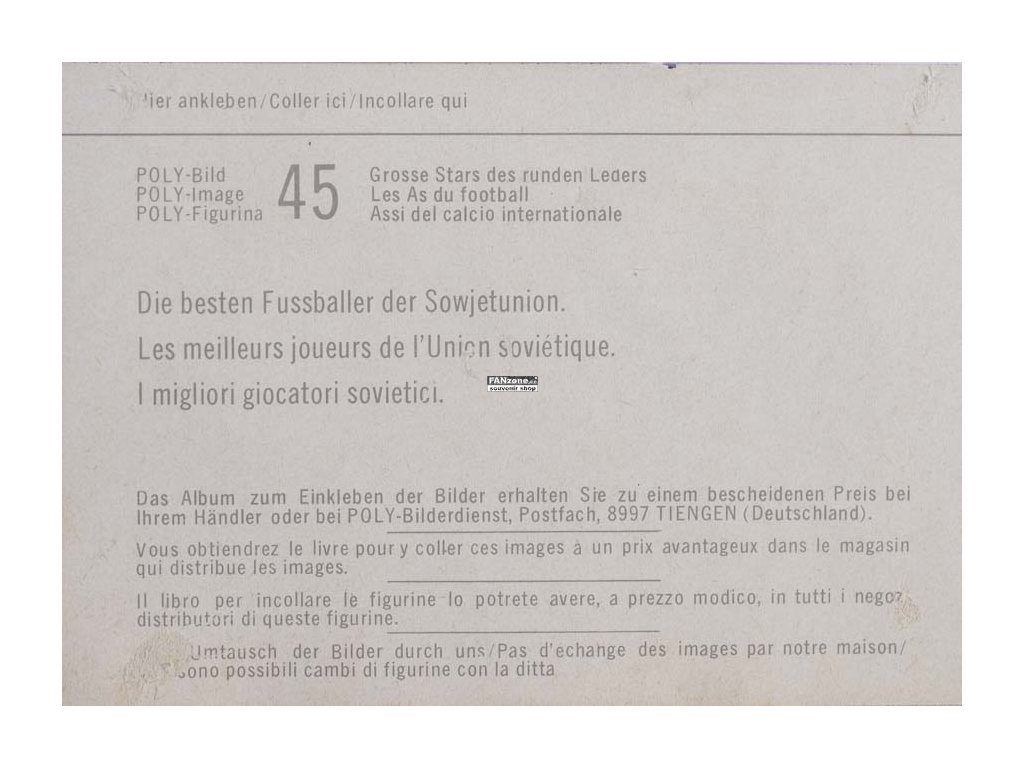 ier ankleben/Coller ici/Incollare qui
POLY-Bild
POLY-Image
POLY-Figurina
45
Grosse Stars des runden Leders
Les As du football
Assi del calcio internationale
Die besten Fussballer der Sowjetunion.
Les meilleurs joueurs de l'Union soviétique.
I migliori giocatori sovietici.
FANzone.cz
souvenir shop
Das Album zum Einkleben der Bilder erhalten Sie zu einem bescheidenen Preis bei
Ihrem Händler oder bei POLY-Bilderdienst, Postfach, 8997 TIENGEN (Deutschland).
Vous obtiendrez le livre pour y coller ces images à un prix avantageux dans le magasin
qui distribue les images.
Il libro per incollare le figurine lo potrete avere, a prezzo modico, in tutti i negoz
distributori di queste figurine.
Umtausch der Bilder durch uns/Pas d'échange des images par notre maison/
sono possibili cambi di figurine con la ditta